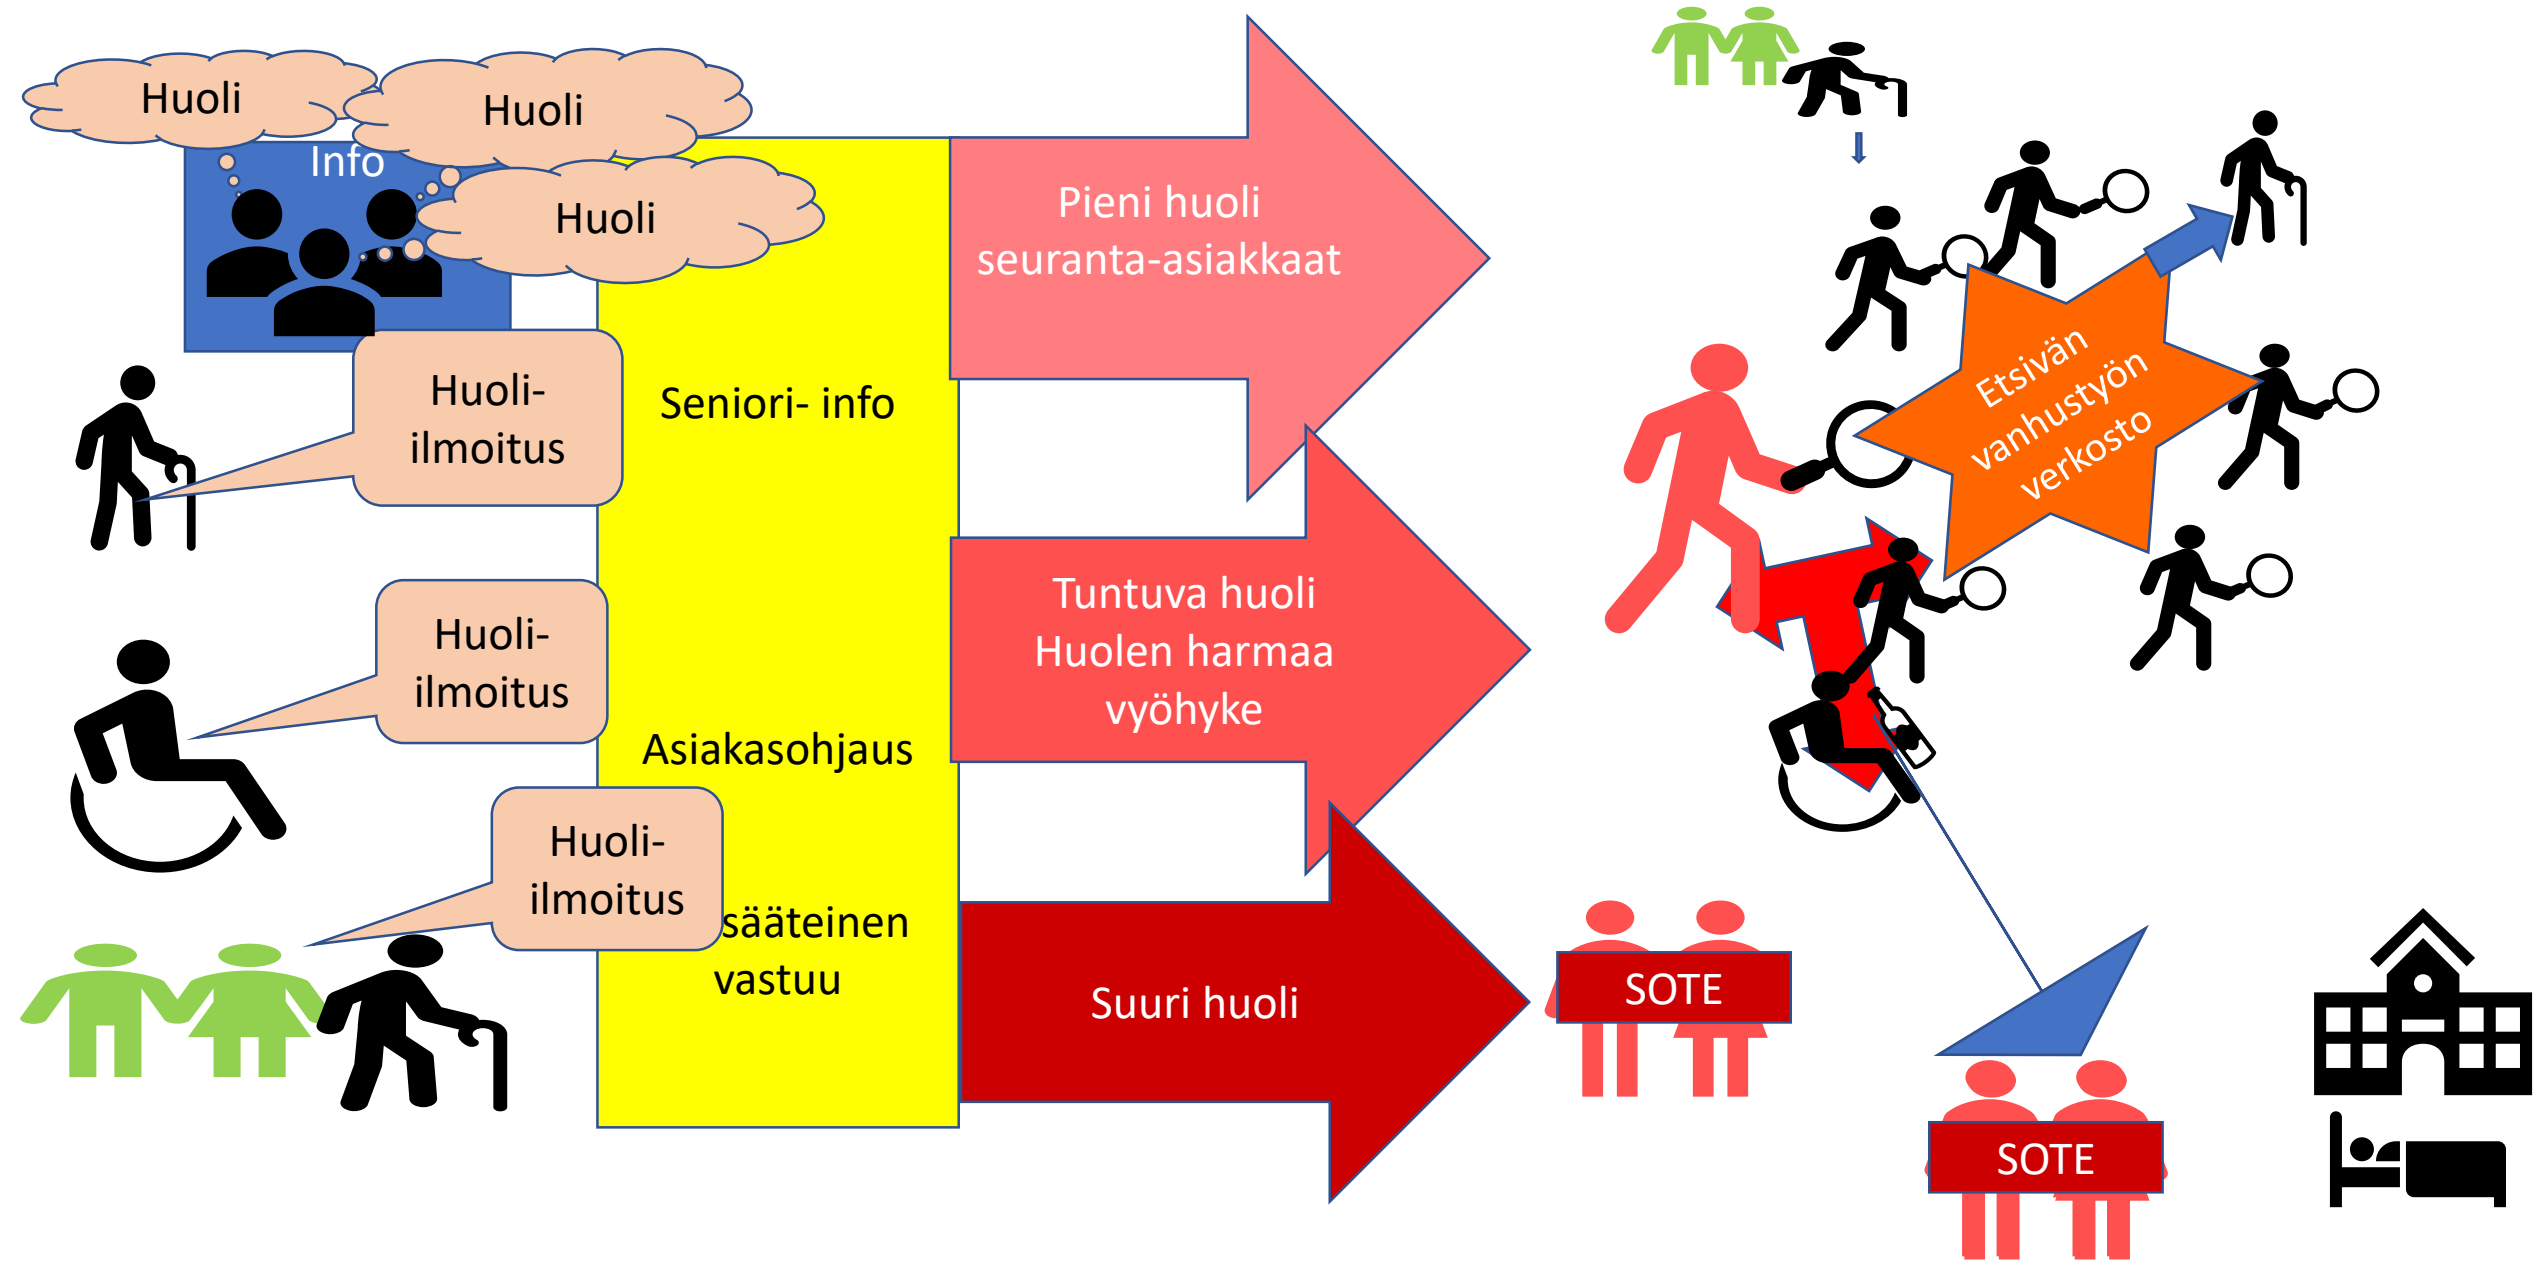 Huoli
Huoli
Info
Huoli
Huoli-
ilmoitus
Huoli-
ilmoitus
Huoli-
ilmoitus
Seniori- info
Asiakasohjaus
sääteinen
vastuu
Pieni huoli
seuranta-asiakkaat
Tuntuva huoli
Huolen harmaa
vyöhyke
Suuri huoli
Etsivän
vanhustyön
verkosto
SOTE
SOTE